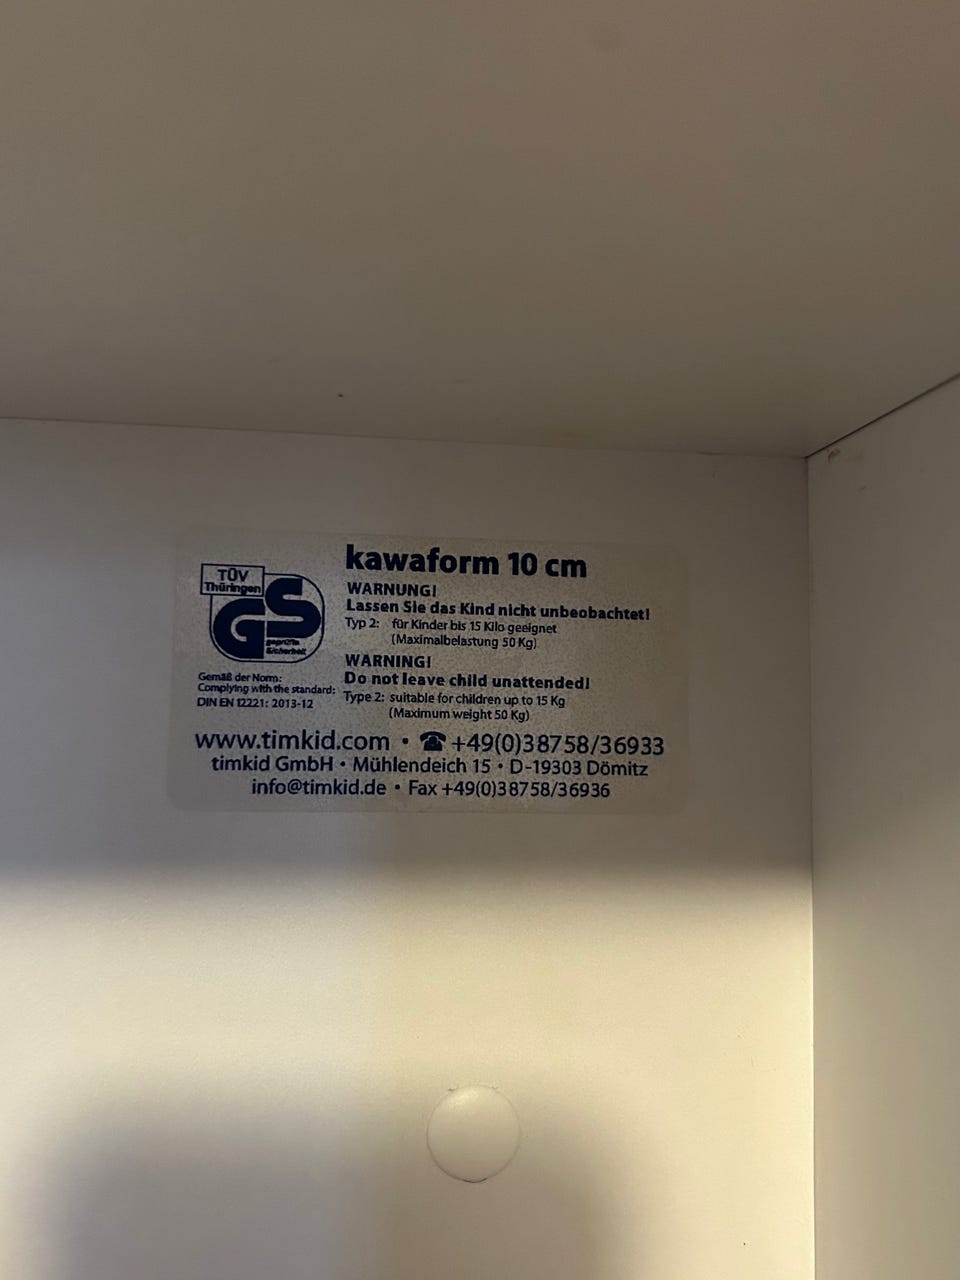 TÜV
Thüringen
GS
geprüfte
Sicherheit
Gemäß der Norm:
Complying with the standard:
DIN EN 12221: 2013-12
kawaform 10 cm
WARNUNG!
Lassen Sie das Kind nicht unbeobachtet!
Typ 2: für Kinder bis 15 Kilo geeignet
(Maximalbelastung 50 Kg)
WARNING!
Do not leave child unattended!
Type 2: suitable for children up to 15 Kg
(Maximum weight 50 Kg)
www.timkid.com • ☎ +49(0)38758/36933
timkid GmbH • Mühlendeich 15 • D-19303 Dömitz
info@timkid.de • Fax +49(0)38758/36936